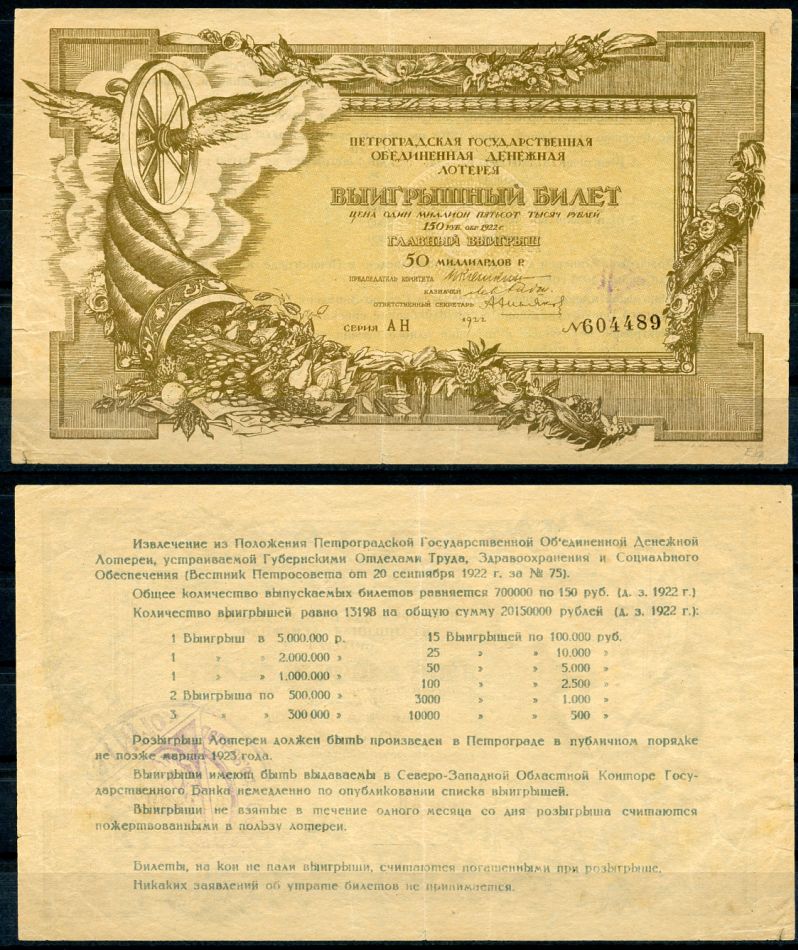 ПЕТРОГРАДСКАЯ ГОСУДАРСТВЕННАЯ
ОБЕДИНЕННАЯ ДЕНЕЖНАЯ
ЛОТЕРЕЯ
ВЫИГРЫШНЫЙ БИЛЕТ
ЦЕНА ОДИН МИЛЛИОН ПЯТЬСОТ ТЫСЯЧ РУБЛЕЙ
150 РУБ. ОБР 1922 г.
ГЛАВНЫЙ ВЫИГРЫШ
50 МИЛЛИАРДОВ Р.
ПРЕДСЕДАТЕЛЬ КОМИТЕТА
КАЗНАЧЕЙ
ОТВЕТСТВЕННЫЙ СЕКРЕТАРЬ
СЕРИЯ АН 1922 №604489
Извлечение из Положения Петроградской Государственной Об'единенной Денежной
Лотереи, устраиваемой Губернскими Отделами Труда, Здравоохранения и Социального
Обеспечения (Вестник Петросовета от 20 сентября 1922 г. за № 75).
Общее количество выпускаемых билетов равняется 700000 по 150 руб. (д. з. 1922 г.)
Количество выигрышей равно 13198 на общую сумму 20150000 рублей (д. з. 1922 г.):
1 Выигрыш в 5.000.000 р. 15 Выигрышей по 100.000 руб.
1 » » 2.000.000 » 25 » » 10.000 »
1 » » 1.000.000 » 50 » » 5.000 »
2 Выигрыша по 500.000 » 100 » » 2.500 »
3 » » 300 000 » 3000 » » 1.000 »
10000 » » 500 »
Розыгрыш Лотереи должен быть произведен в Петрограде в публичном порядке
не позже марта 1923 года.
Выигрыши имеют быть выдаваемы в Северо-Западной Областной Конторе Госу-
дарственного Банка немедленно по опубликовании списка выигрышей.
Выигрыши не взятые в течение одного месяца со дня розыгрыша считаются
пожертвованными в пользу лотереи.
Билеты, на кои не пали выигрыши, считаются погашенными при розыгрыше.
Никаких заявлений об утрате билетов не принимается.